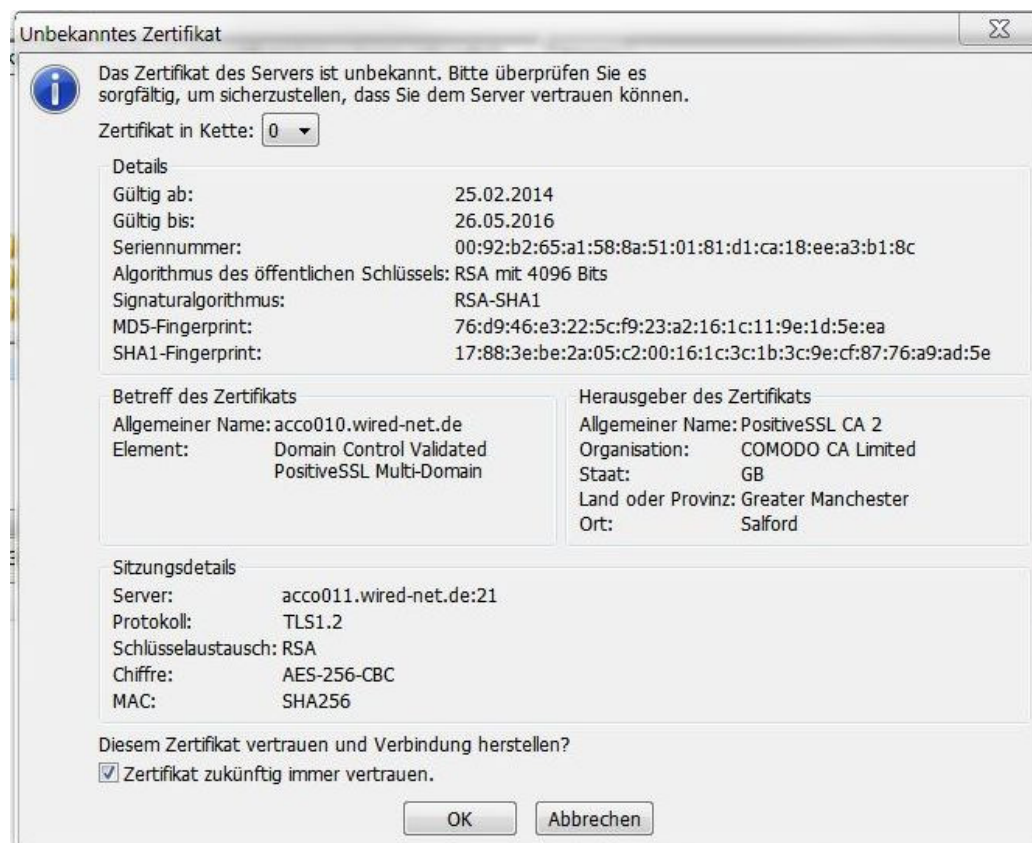 Unbekanntes Zertifikat
Das Zertifikat des Servers ist unbekannt. Bitte überprüfen Sie es
sorgfältig, um sicherzustellen, dass Sie dem Server vertrauen können.
Zertifikat in Kette: 0
Details
Gültig ab: 25.02.2014
Gültig bis: 26.05.2016
Seriennummer: 00:92:b2:65:a1:58:8a:51:01:81:d1:ca:18:ee:a3:b1:8c
Algorithmus des öffentlichen Schlüssels: RSA mit 4096 Bits
Signaturalgorithmus: RSA-SHA1
MD5-Fingerprint: 76:d9:46:e3:22:5c:f9:23:a2:16:1c:11:9e:1d:5e:ea
SHA1-Fingerprint: 17:88:3e:be:2a:05:c2:00:16:1c:3c:1b:3c:9e:cf:87:76:a9:ad:5e
Betreff des Zertifikats
Allgemeiner Name: acco010.wired-net.de
Element: Domain Control Validated
PositiveSSL Multi-Domain
Herausgeber des Zertifikats
Allgemeiner Name: PositiveSSL CA 2
Organisation: COMODO CA Limited
Staat: GB
Land oder Provinz: Greater Manchester
Ort: Salford
Sitzungsdetails
Server: acco011.wired-net.de:21
Protokoll: TLS1.2
Schlüsselaustausch: RSA
Chiffre: AES-256-CBC
MAC: SHA256
Diesem Zertifikat vertrauen und Verbindung herstellen?
Zertifikat zukünftig immer vertrauen.
OK
Abbrechen